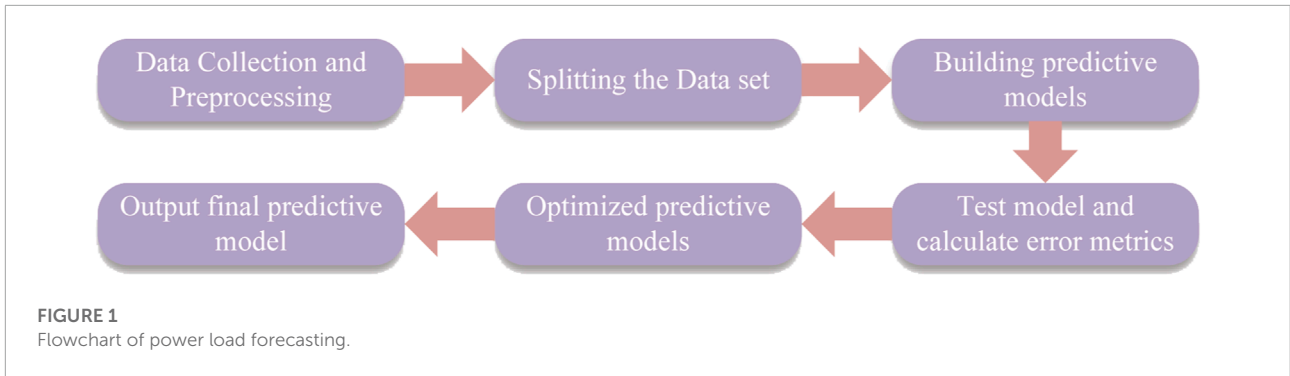 Data Collection and
Preprocessing
Splitting the Data set
Building predictive
models
Test model and
calculate error metrics
Optimized predictive
models
Output final predictive
model
FIGURE 1
Flowchart of power load forecasting.